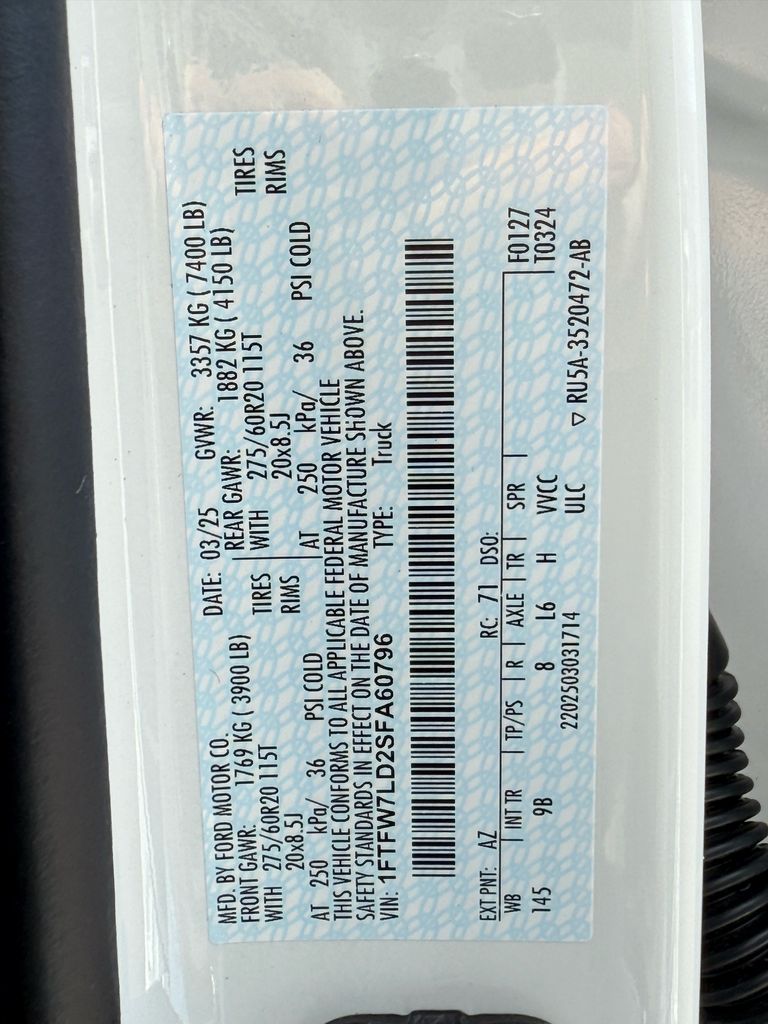 MFD. BY FORD MOTOR CO.
DATE: 03/25 GVWR: 3357 KG ( 7400 LB)
FRONT GAWR: 1769 KG ( 3900 LB) REAR GAWR: 1882 KG ( 4150 LB)
WITH 275/60R20 115T TIRES WITH 275/60R20 115T TIRES
20x8.5J RIMS 20x8.5J RIMS
AT 250 kPa/ 36 PSI COLD AT 250 kPa/ 36 PSI COLD
THIS VEHICLE CONFORMS TO ALL APPLICABLE FEDERAL MOTOR VEHICLE
SAFETY STANDARDS IN EFFECT ON THE DATE OF MANUFACTURE SHOWN ABOVE.
VIN: 1FTFW7LD2SFA60796 TYPE: Truck
EXT PNT: AZ RC: 71 DSO: F0127
WB INT TR TP/PS R AXLE TR SPR T0324
145 9B 8 L6 H VVCC
2202503031714 ULC ▽ RU5A-3520472-AB